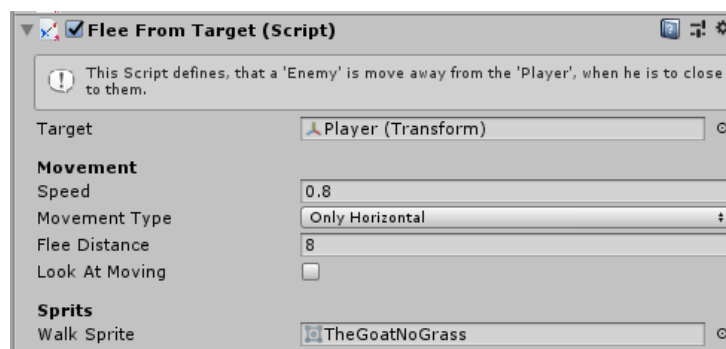 Flee From Target (Script)
This Script defines, that a 'Enemy' is move away from the 'Player', when he is to close
to them.
Target Player (Transform)
Movement
Speed 0.8
Movement Type Only Horizontal
Flee Distance 8
Look At Moving
Sprits
Walk Sprite TheGoatNoGrass